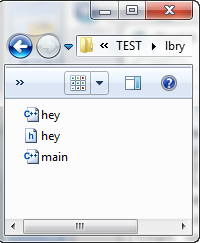 « TEST ▸ lbry
»
C++ hey
h hey
C++ main